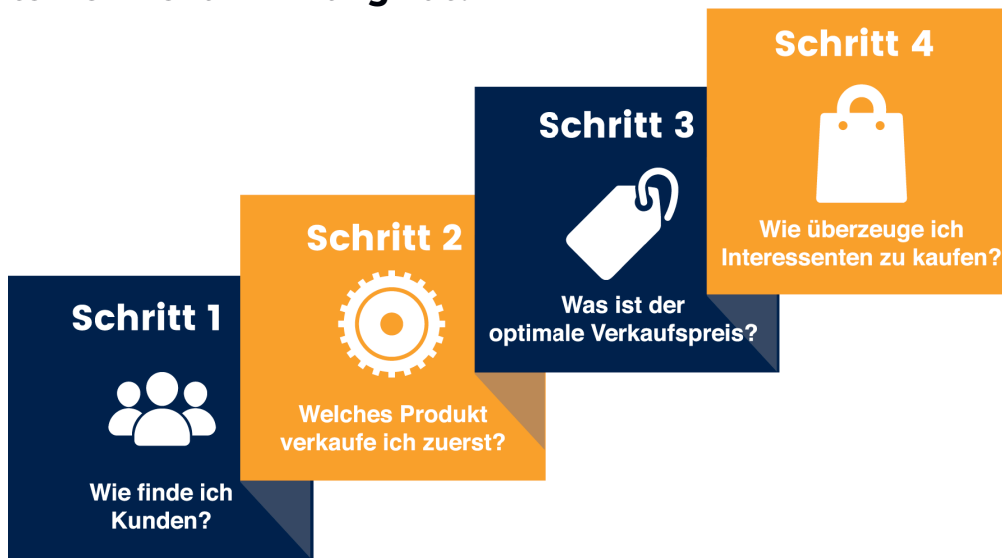 Schritt 1
Wie finde ich
Kunden?
Schritt 2
Welches Produkt
verkaufe ich zuerst?
Schritt 3
Was ist der
optimale Verkaufspreis?
Schritt 4
Wie überzeuge ich
Interessenten zu kaufen?